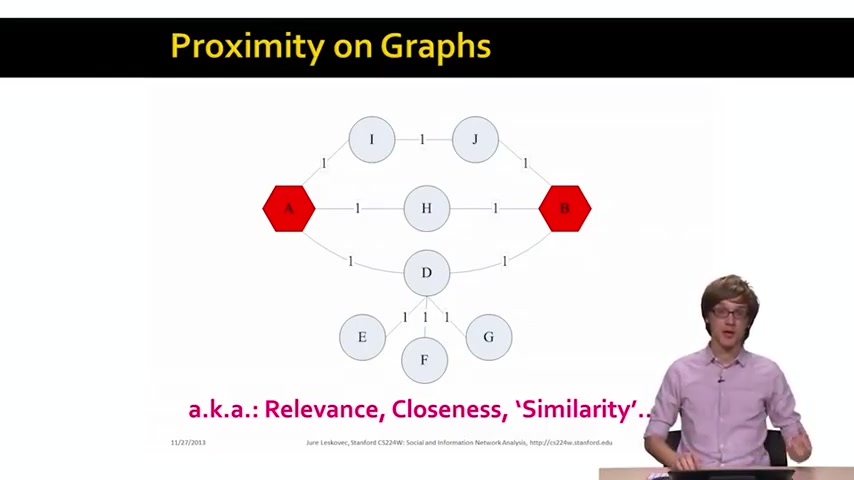 Proximity on Graphs
I 1 J
1 1
A 1 H 1 B
1 D 1
1 1 1
E F G
a.k.a.: Relevance, Closeness, 'Similarity'..
11/27/2013 Jure Leskovec, Stanford CS224W: Social and Information Network Analysis, http://cs224w.stanford.edu